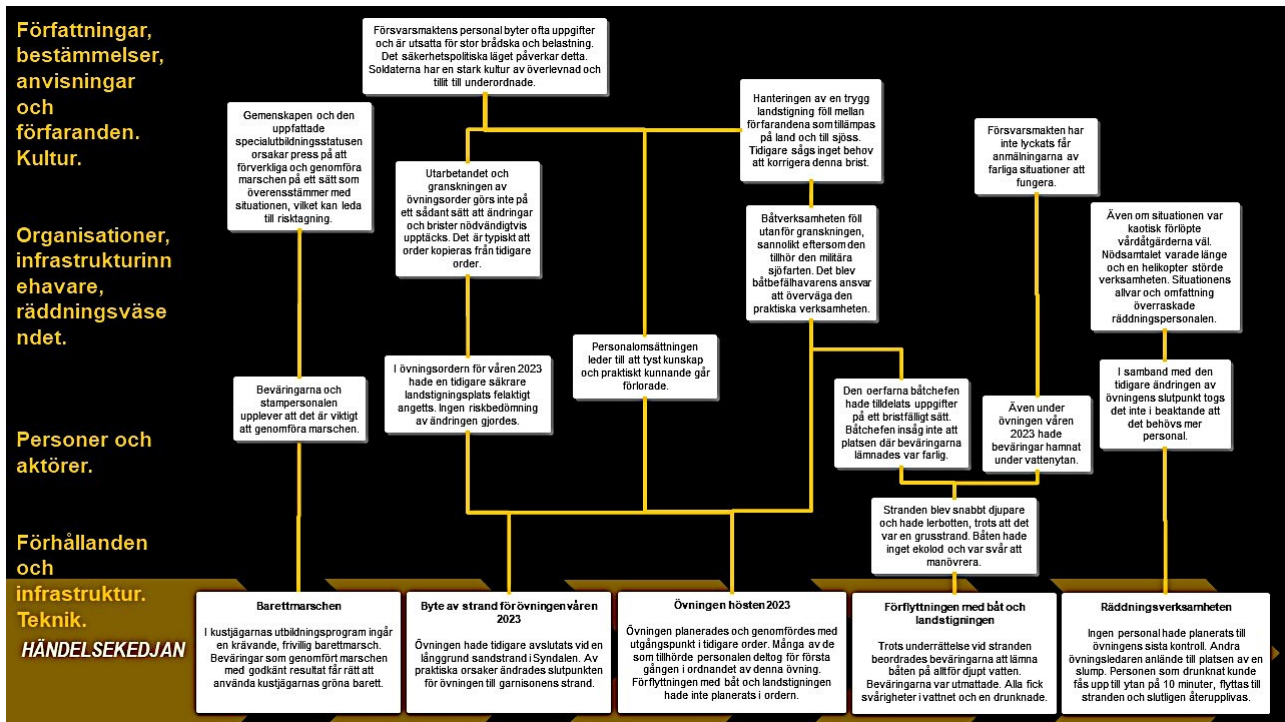 Författningar,
bestämmelser,
anvisningar
och
förfaranden.
Kultur.
Organisationer,
infrastrukturinn
ehavare,
räddningsväse
ndet.
Personer och
aktörer.
Förhållanden
och
infrastruktur.
Teknik.
HÄNDELSEKEDJAN
Försvarsmaktens personal byter ofta uppgifter
och är utsatta för stor brådska och belastning.
Det säkerhetspolitiska läget påverkar detta.
Soldaterna har en stark kultur av överlevnad och
tillit till underordnade.
Gemenskapen och den
uppfattade
specialutbildningsstatusen
orsakar press på att
förverkliga och genomföra
marschen på ett sätt som
överensstämmer med
situationen, vilket kan leda
till risktagning.
Utarbetandet och
granskningen av
övningsorder görs inte på
ett sådant sätt att ändringar
och brister nödvändigtvis
upptäcks. Det är typiskt att
order kopieras från tidigare
order.
Hanteringen av en trygg
landstigning föll mellan
förfarandena som tillämpas
på land och till sjöss.
Tidigare sågs inget behov
att korrigera denna brist.
Försvarsmakten har
inte lyckats får
anmälningarna av
farliga situationer att
fungera.
Båtverksamheten föll
utanför granskningen,
sannolikt eftersom den
tillhör den militära
sjöfarten. Det blev
båtbefälhavarens ansvar
att överväga den
praktiska verksamheten.
Även om situationen var
kaotisk förlöpte
vårdåtgärderna väl.
Nödsamtalet varade länge
och en helikopter störde
verksamheten. Situationens
allvar och omfattning
överraskade
räddningspersonalen.
Beväringarna och
stampersonalen
upplever att det är viktigt
att genomföra marschen.
I övningsordern för våren 2023
hade en tidigare säkrare
landstigningsplats felaktigt
angetts. Ingen riskbedömning
av ändringen gjordes.
Personalomsättningen
leder till att tyst kunskap
och praktiskt kunnande går
förlorade.
Den oerfarna båtchefen
hade tilldelats uppgifter
på ett bristfälligt sätt.
Båtchefen insåg inte att
platsen där beväringarna
lämnades var farlig.
Även under
övningen våren
2023 hade
beväringar hamnat
under vattenytan.
I samband med den
tidigare ändringen av
övningens slutpunkt togs
det inte i beaktande att
det behövs mer
personal.
Stranden blev snabbt djupare
och hade lerbotten, trots att det
var en grusstrand. Båten hade
inget ekolod och var svår att
manövrera.
Barettmarschen
I kustjägarnas utbildningsprogram ingår
en krävande, frivillig barettmarsch.
Beväringar som genomfört marschen
med godkänt resultat får rätt att
använda kustjägarnas gröna barett.
Byte av strand för övningen våren
2023
Övningen hade tidigare avslutats vid en
långgrund sandstrand i Syndalen. Av
praktiska orsaker ändrades slutpunkten
för övningen till garnisonens strand.
Övningen hösten 2023
Övningen planerades och genomfördes med
utgångspunkt i tidigare order. Många av de
som tillhörde personalen deltog för första
gången i ordnandet av denna övning.
Förflyttningen med båt och landstigningen
hade inte planerats i ordern.
Förflyttningen med båt och
landstigningen
Trots underrättelse vid stranden
beordrades beväringarna att lämna
båten på alltför djupt vatten.
Beväringarna var utmattade. Alla fick
svårigheter i vattnet och en drunknade.
Räddningsverksamheten
Ingen personal hade planerats till
övningens sista kontroll. Andra
övningsledaren anlände till platsen av en
slump. Personen som drunknat kunde
fås upp till ytan på 10 minuter, flyttas till
stranden och slutligen återupplivas.